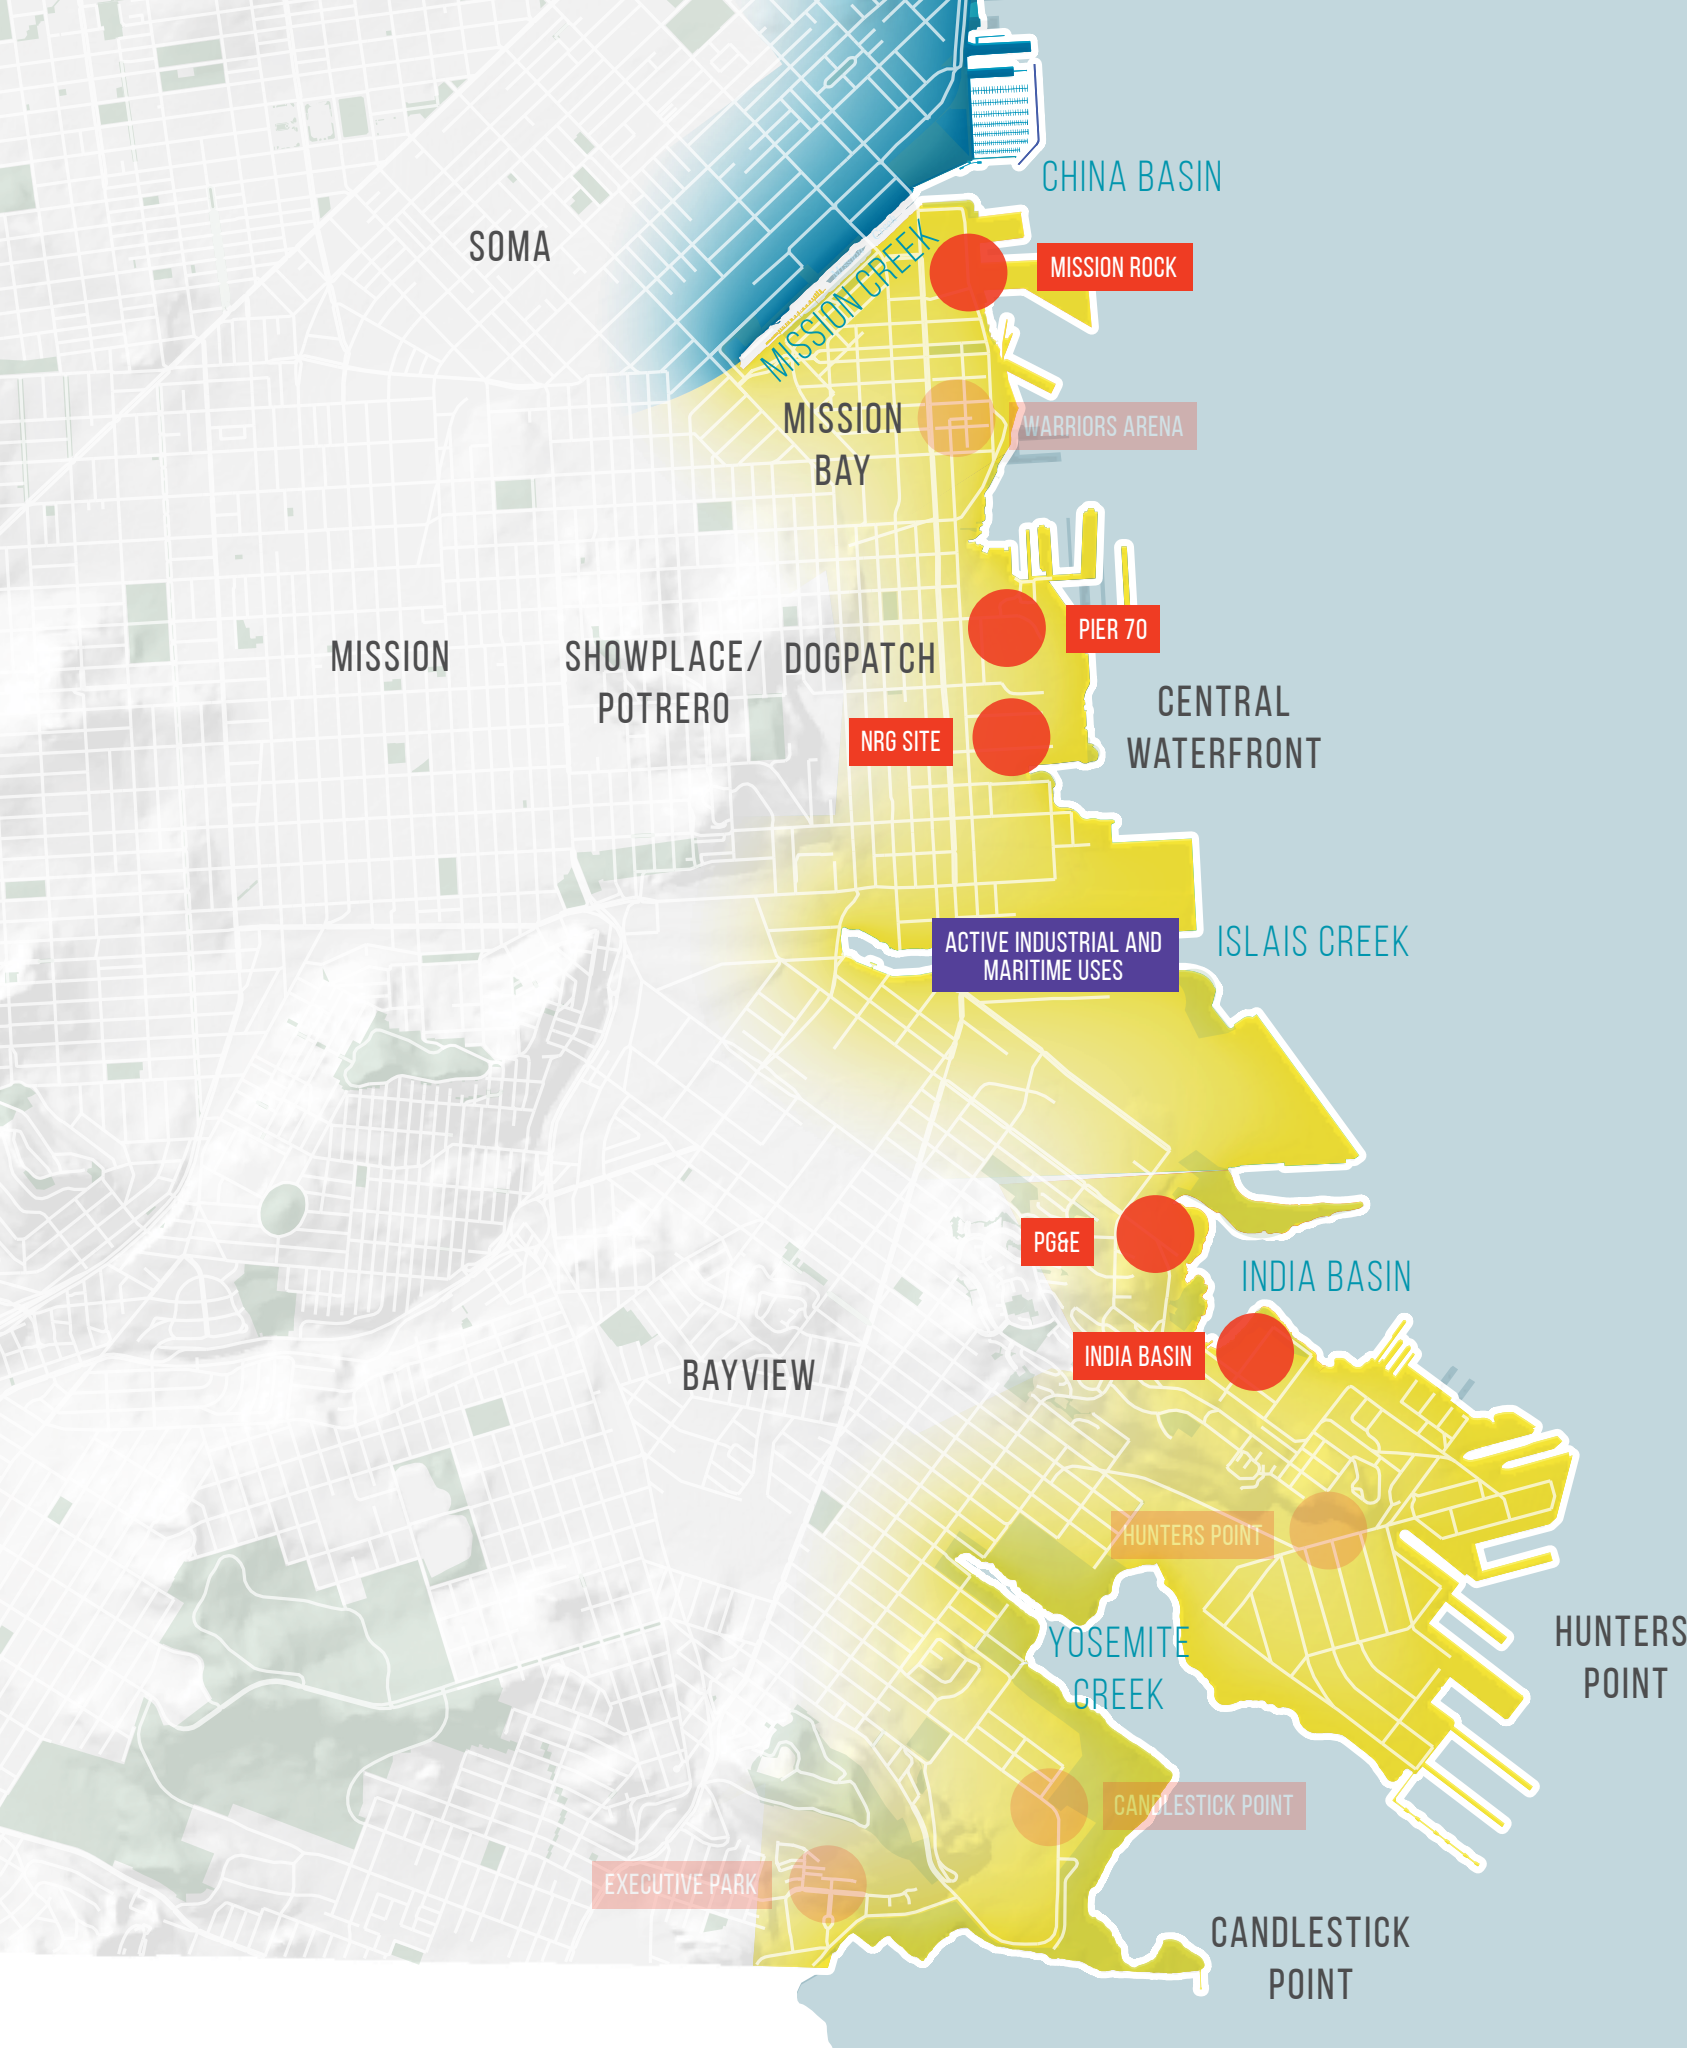 CHINA BASIN
SOMA
MISSION ROCK
MISSION CREEK
MISSION
BAY
WARRIORS ARENA
PIER 70
MISSION
SHOWPLACE/
POTRERO
DOGPATCH
CENTRAL
WATERFRONT
NRG SITE
ACTIVE INDUSTRIAL AND
MARITIME USES
ISLAIS CREEK
PG&E
INDIA BASIN
INDIA BASIN
BAYVIEW
HUNTERS POINT
YOSEMITE
CREEK
HUNTERS
POINT
CANDLESTICK POINT
EXECUTIVE PARK
CANDLESTICK
POINT